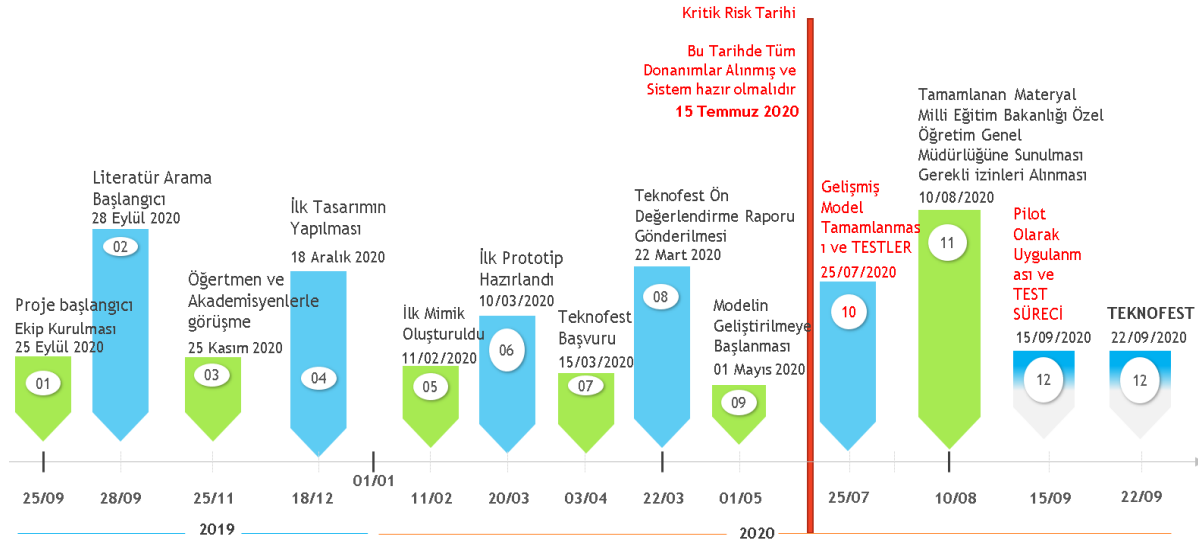 Kritik Risk Tarihi
Bu Tarihde Tüm
Donanımlar Alınmış ve
Sistem hazır olmalıdır
15 Temmuz 2020
Proje başlangıcı
Ekip Kurulması
25 Eylül 2020
01
Literatür Arama
Başlangıcı
28 Eylül 2020
02
Öğertmen ve
Akademisyenlerle
görüşme
25 Kasım 2020
03
İlk Tasarımın
Yapılması
18 Aralık 2020
04
İlk Mimik
Oluşturuldu
11/02/2020
05
İlk Prototip
Hazırlandı
10/03/2020
06
Teknofest
Başvuru
15/03/2020
07
Teknofest Ön
Değerlendirme Raporu
Gönderilmesi
22 Mart 2020
08
Modelin
Geliştirilmeye
Başlanması
01 Mayıs 2020
09
Gelişmiş
Model
Tamamlanmas
ı ve TESTLER
25/07/2020
10
Tamamlanan Materyal
Milli Eğitim Bakanlığı Özel
Öğretim Genel
Müdürlüğüne Sunulması
Gerekli izinleri Alınması
10/08/2020
11
Pilot
Olarak
Uygulanm
ası ve
TEST
SÜRECİ
15/09/2020
12
TEKNOFEST
22/09/2020
12
25/09
28/09
25/11
18/12
01/01
11/02
20/03
03/04
22/03
01/05
25/07
10/08
15/09
22/09
2019
2020